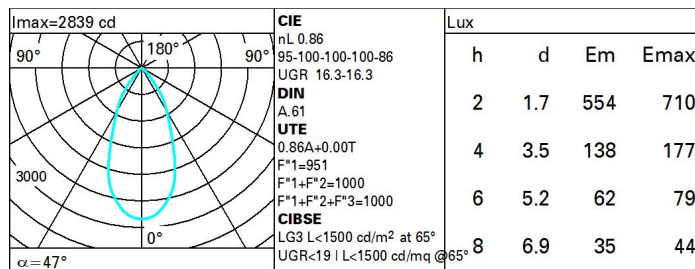 Imax=2839 cd
90° 180° 90°
3000
0°
α=47°
CIE
nL 0.86
95-100-100-100-86
UGR 16.3-16.3
DIN
A.61
UTE
0.86A+0.00T
F"1=951
F"1+F"2=1000
F"1+F"2+F"3=1000
CIBSE
LG3 L<1500 cd/m² at 65°
UGR<19 | L<1500 cd/mq @65°
Lux
h d Em Emax
2 1.7 554 710
4 3.5 138 177
6 5.2 62 79
8 6.9 35 44